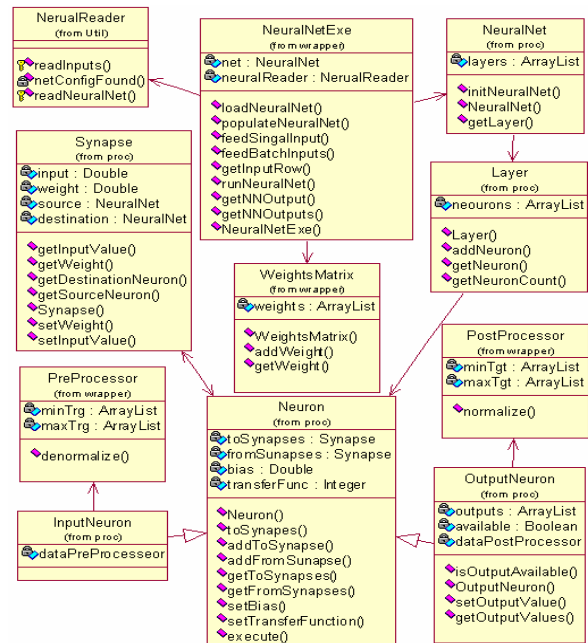 NerualReader
(from Util)
readInputs()
netConfigFound()
readNeuralNet()
NeuralNetExe
(from wrapper)
net : NeuralNet
neuralReader : NerualReader
loadNeuralNet()
populateNeuralNet()
feedSingalInput()
feedBatchInputs()
getInputRow()
runNeuralNet()
getNNOutput()
getNNOutputs()
NeuralNetExe()
NeuralNet
(from proc)
layers : ArrayList
initNeuralNet()
NeuralNet()
getLayer()
Synapse
(from proc)
input : Double
weight : Double
source : NeuralNet
destination : NeuralNet
getInputValue()
getWeight()
getDestinationNeuron()
getSourceNeuron()
Synapse()
setWeight()
setInputValue()
Layer
(from proc)
neourons : ArrayList
Layer()
addNeuron()
getNeuron()
getNeuronCount()
WeightsMatrix
(from wrapper)
weights : ArrayList
WeightsMatrix()
addWeight()
getWeight()
PreProcessor
(from wrapper)
minTrg : ArrayList
maxTrg : ArrayList
denormalize()
PostProcessor
(from wrapper)
minTgt : ArrayList
maxTgt : ArrayList
normalize()
Neuron
(from proc)
toSynapses : Synapse
fromSunapses : Synapse
bias : Double
transferFunc : Integer
Neuron()
toSynapes()
addToSynapse()
addFromSunapse()
getToSynapses()
getFromSynapses()
setBias()
setTransferFunction()
execute()
InputNeuron
(from proc)
dataPreProcesseor
OutputNeuron
(from proc)
outputs : ArrayList
available : Boolean
dataPostProcessor
isOutputAvailable()
OutputNeuron()
setOutputValue()
getOutputValues()